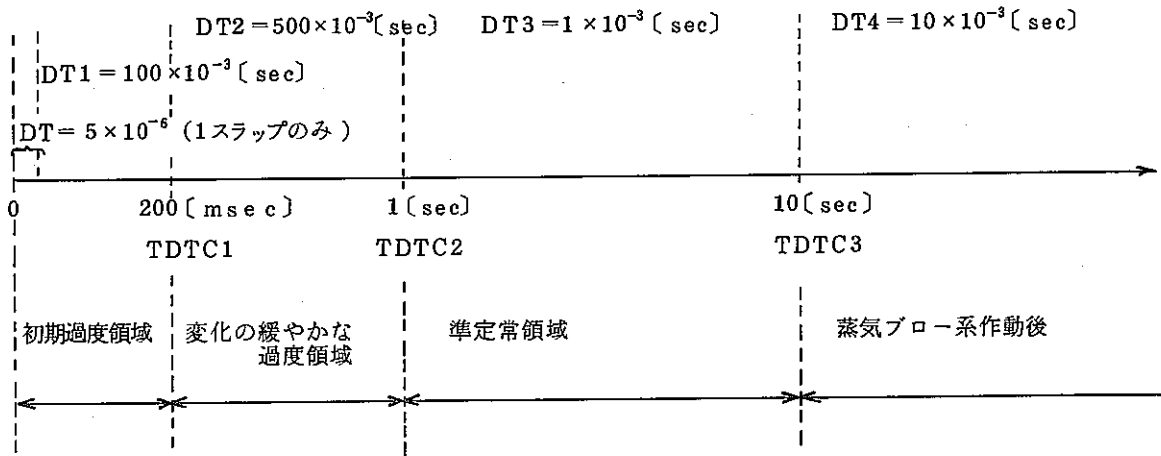 DT2=500×10⁻³〔sec〕 DT3=1×10⁻³〔sec〕 DT4=10×10⁻³〔sec〕
DT1=100×10⁻³〔sec〕
DT=5×10⁻⁶ (1スラップのみ)
0 200〔msec〕 1〔sec〕 10〔sec〕
TDTC1 TDTC2 TDTC3
初期過度領域 変化の緩やかな 準定常領域 蒸気ブロー系作動後
過度領域